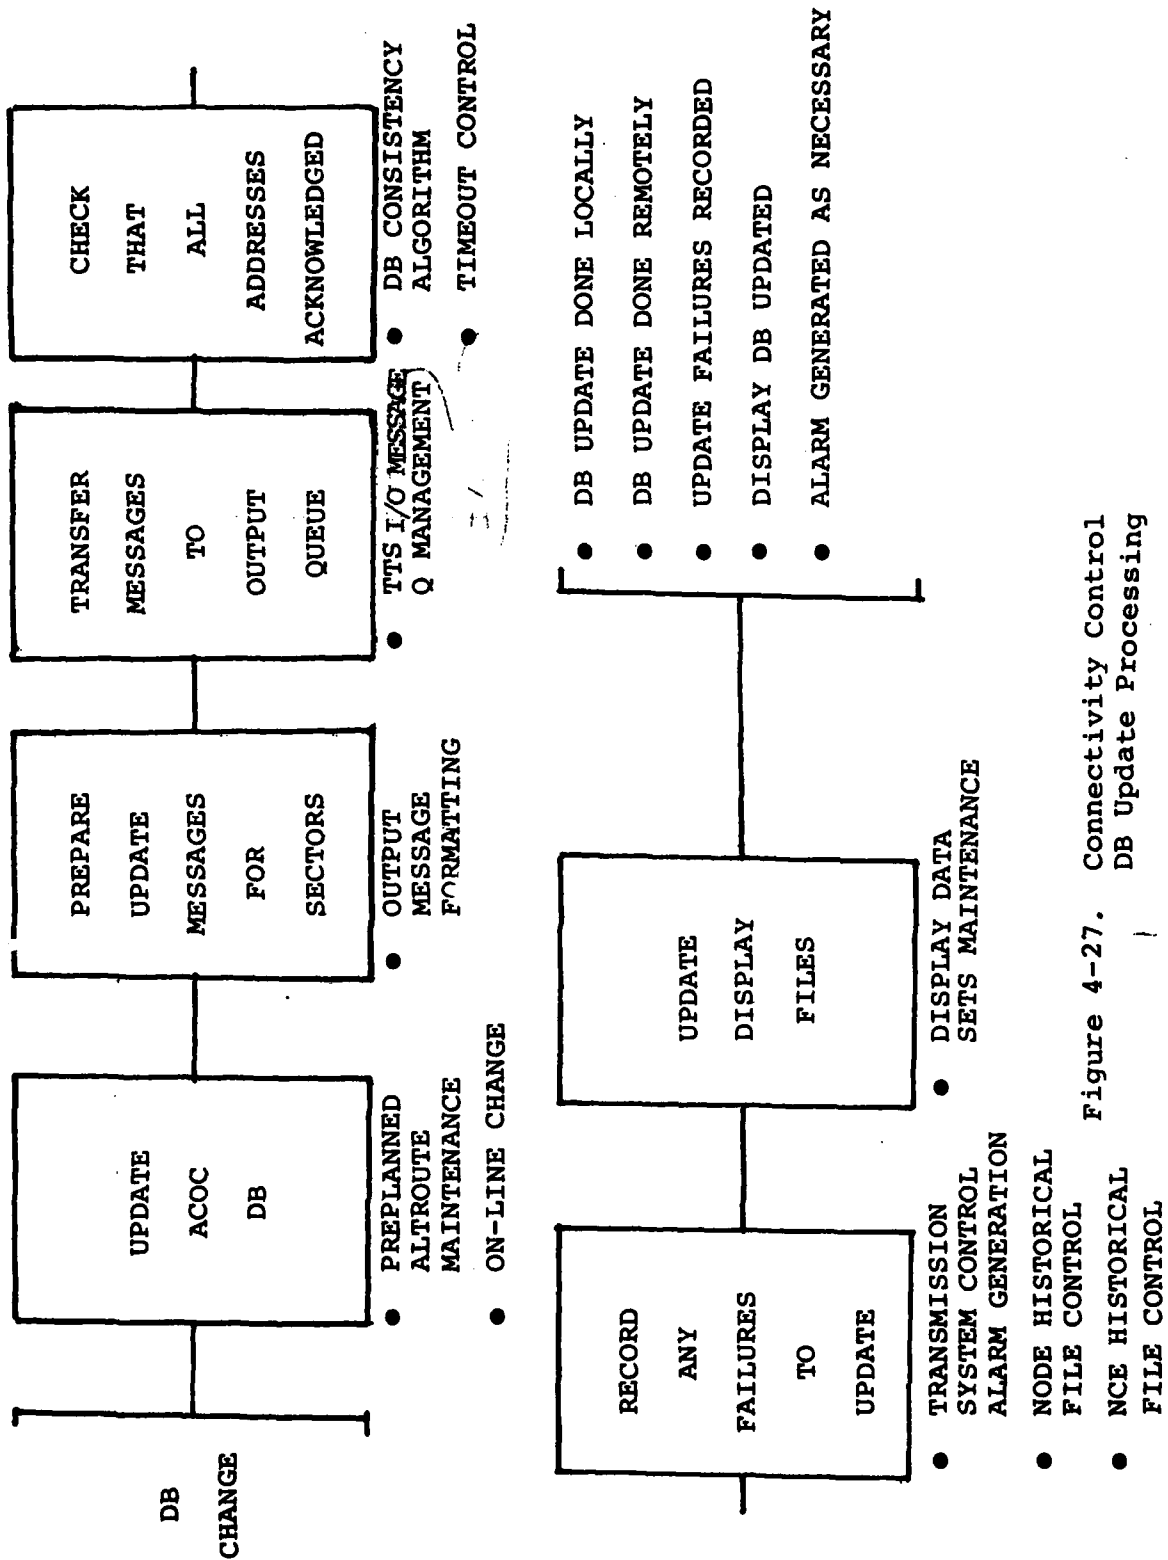 DB
CHANGE
UPDATE
ACOC
DB
● PREPLANNED
ALTROUTE
MAINTENANCE
● ON-LINE CHANGE
PREPARE
UPDATE
MESSAGES
FOR
SECTORS
● OUTPUT
MESSAGE
FORMATTING
TRANSFER
MESSAGES
TO
OUTPUT
QUEUE
● TTS I/O MESSAGE
Q MANAGEMENT
CHECK
THAT
ALL
ADDRESSES
ACKNOWLEDGED
● DB CONSISTENCY
ALGORITHM
● TIMEOUT CONTROL
RECORD
ANY
FAILURES
TO
UPDATE
● TRANSMISSION
SYSTEM CONTROL
ALARM GENERATION
● NODE HISTORICAL
FILE CONTROL
● NCE HISTORICAL
FILE CONTROL
UPDATE
DISPLAY
FILES
● DISPLAY DATA
SETS MAINTENANCE
● DB UPDATE DONE LOCALLY
● DB UPDATE DONE REMOTELY
● UPDATE FAILURES RECORDED
● DISPLAY DB UPDATED
● ALARM GENERATED AS NECESSARY
Figure 4-27. Connectivity Control
DB Update Processing